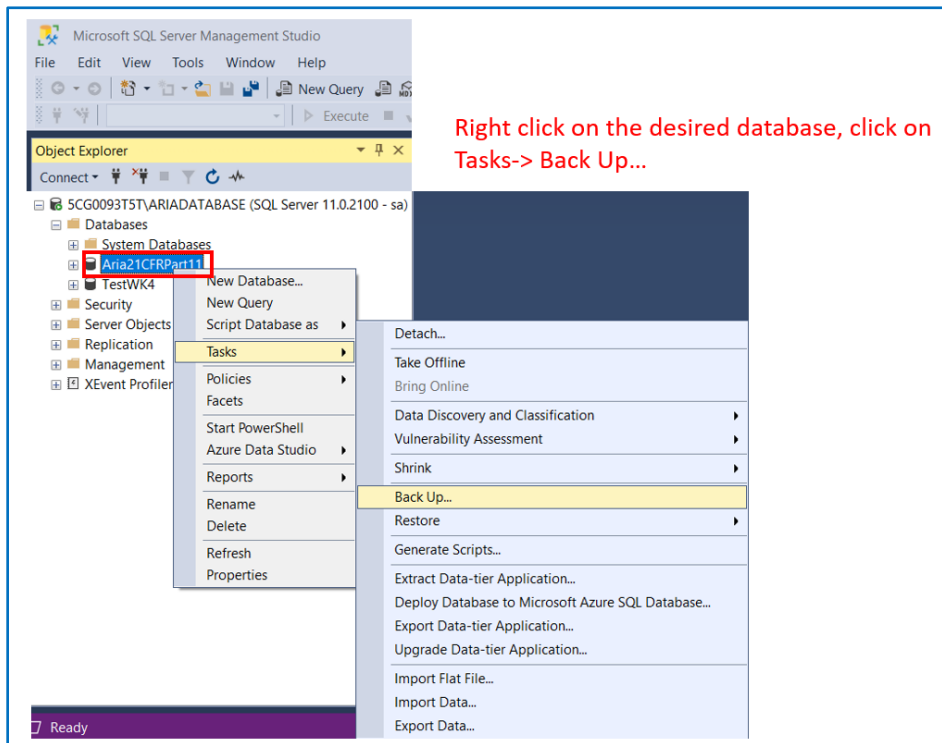 Microsoft SQL Server Management Studio
File Edit View Tools Window Help
New Query
Execute
Right click on the desired database, click on
Tasks-> Back Up...
Object Explorer
Connect
5CG0093T5T\ARIADATABASE (SQL Server 11.0.2100 - sa)
Databases
System Databases
Aria21CFRPart11
TestWK4
Security
Server Objects
Replication
Management
XEvent Profiler
New Database...
New Query
Script Database as
Tasks
Policies
Facets
Start PowerShell
Azure Data Studio
Reports
Rename
Delete
Refresh
Properties
Detach...
Take Offline
Bring Online
Data Discovery and Classification
Vulnerability Assessment
Shrink
Back Up...
Restore
Generate Scripts...
Extract Data-tier Application...
Deploy Database to Microsoft Azure SQL Database...
Export Data-tier Application...
Upgrade Data-tier Application...
Import Flat File...
Import Data...
Export Data...
Ready